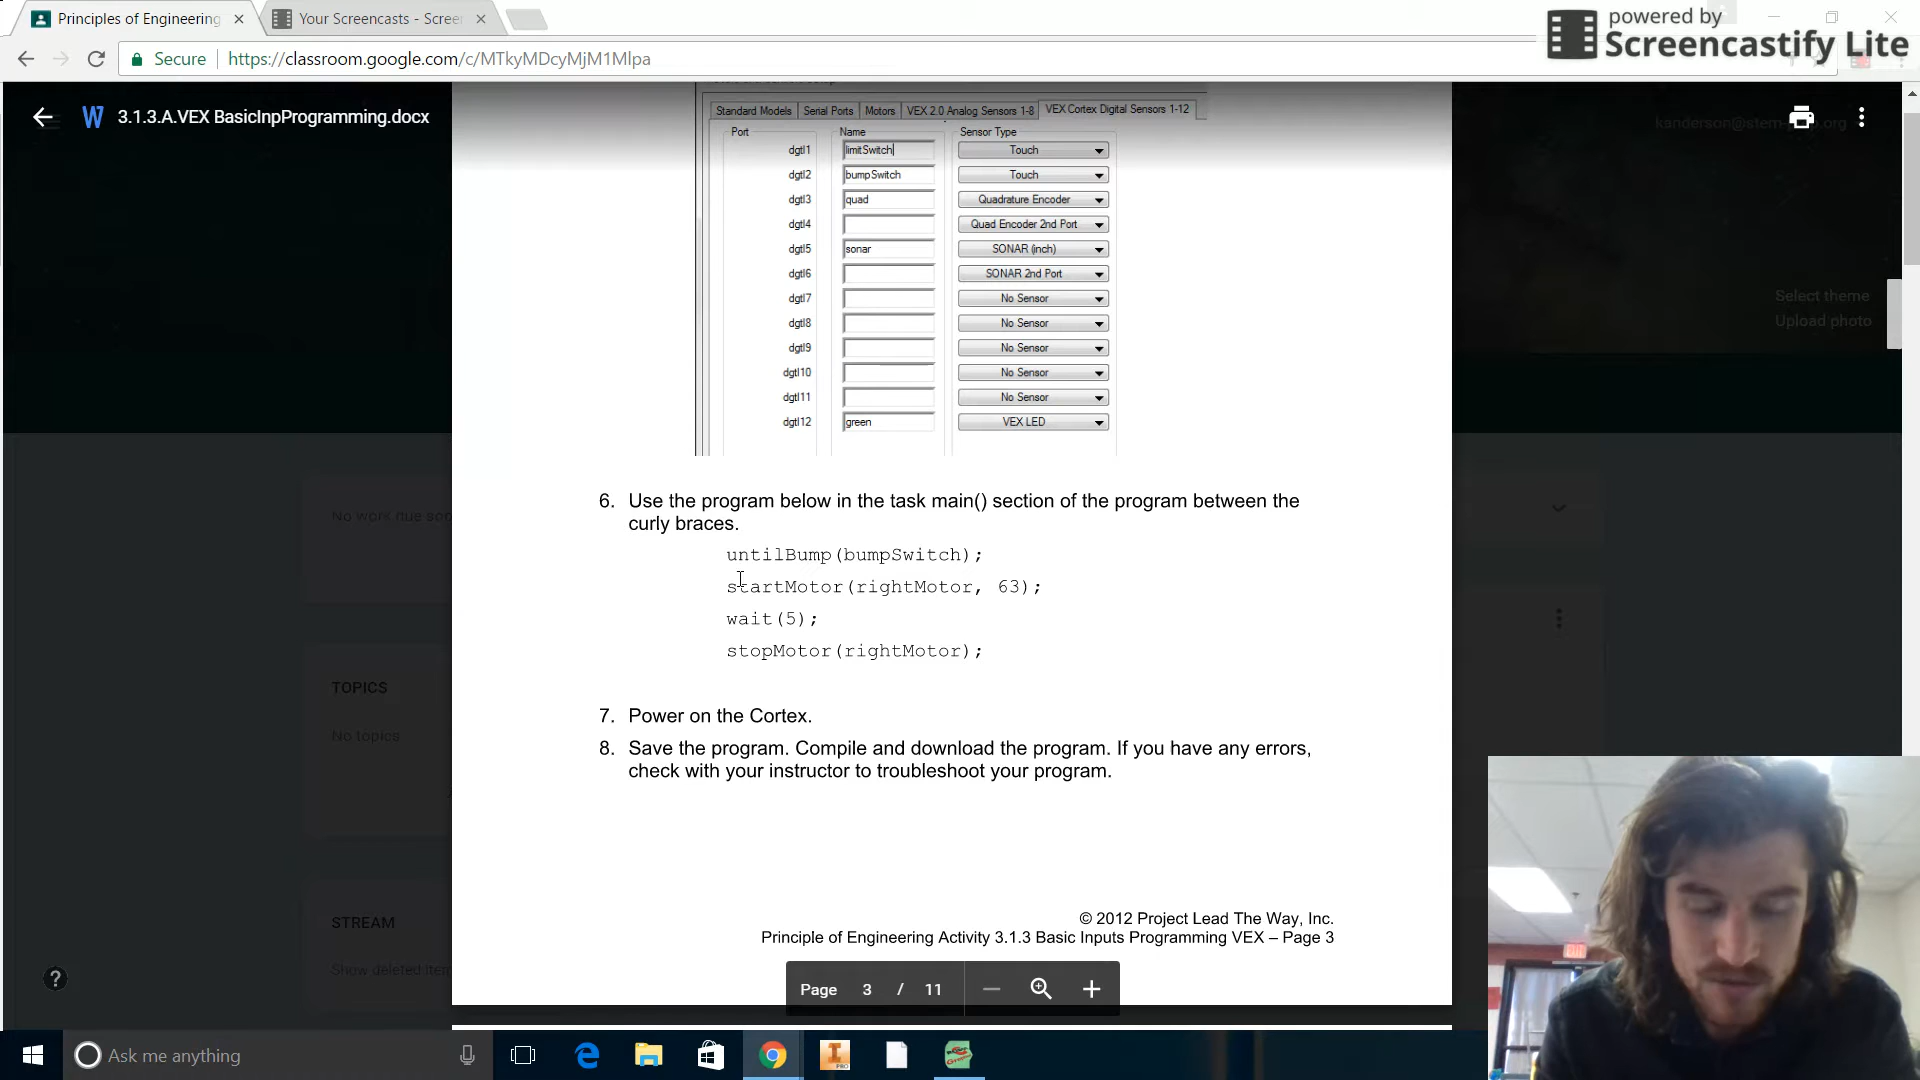 Principles of Engineering
Your Screencasts - Screen
powered by
Screencastify Lite
Secure
https://classroom.google.com/c/MTkyMDcyMjM1Mlpa
3.1.3.A.VEX BasicInpProgramming.docx
Standard Models
Serial Ports
Motors
VEX 2.0 Analog Sensors 1-8
VEX Cortex Digital Sensors 1-12
Port
Name
Sensor Type
dgtl1
limitSwitch
Touch
dgtl2
bumpSwitch
Touch
dgtl3
quad
Quadrature Encoder
dgtl4
Quad Encoder 2nd Port
dgtl5
sonar
SONAR (inch)
dgtl6
SONAR 2nd Port
dgtl7
No Sensor
dgtl8
No Sensor
dgtl9
No Sensor
dgtl10
No Sensor
dgtl11
No Sensor
dgtl12
green
VEX LED
Select theme
Upload photo
6. Use the program below in the task main() section of the program between the
curly braces.
untilBump(bumpSwitch);
startMotor(rightMotor, 63);
wait(5);
stopMotor(rightMotor);
7. Power on the Cortex.
8. Save the program. Compile and download the program. If you have any errors,
check with your instructor to troubleshoot your program.
© 2012 Project Lead The Way, Inc.
Principle of Engineering Activity 3.1.3 Basic Inputs Programming VEX – Page 3
No work due
TOPICS
No topics
STREAM
Show deleted
Page 3 / 11
Ask me anything